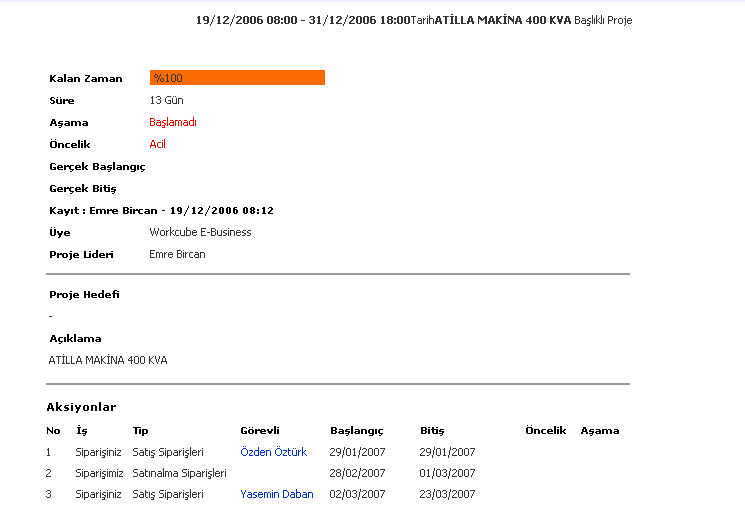 19/12/2006 08:00 - 31/12/2006 18:00TarihATİLLA MAKİNA 400 KVA Başlıklı Proje
Kalan Zaman %100
Süre 13 Gün
Aşama Başlamadı
Öncelik Acil
Gerçek Başlangıç
Gerçek Bitiş
Kayıt : Emre Bircan - 19/12/2006 08:12
Üye Workcube E-Business
Proje Lideri Emre Bircan
Proje Hedefi
-
Açıklama
ATİLLA MAKİNA 400 KVA
Aksiyonlar
No İş Tip Görevli Başlangıç Bitiş Öncelik Aşama
1 Siparişiniz Satış Siparişleri Özden Öztürk 29/01/2007 29/01/2007
2 Siparişimiz Satınalma Siparişleri 28/02/2007 01/03/2007
3 Siparişiniz Satış Siparişleri Yasemin Daban 02/03/2007 23/03/2007